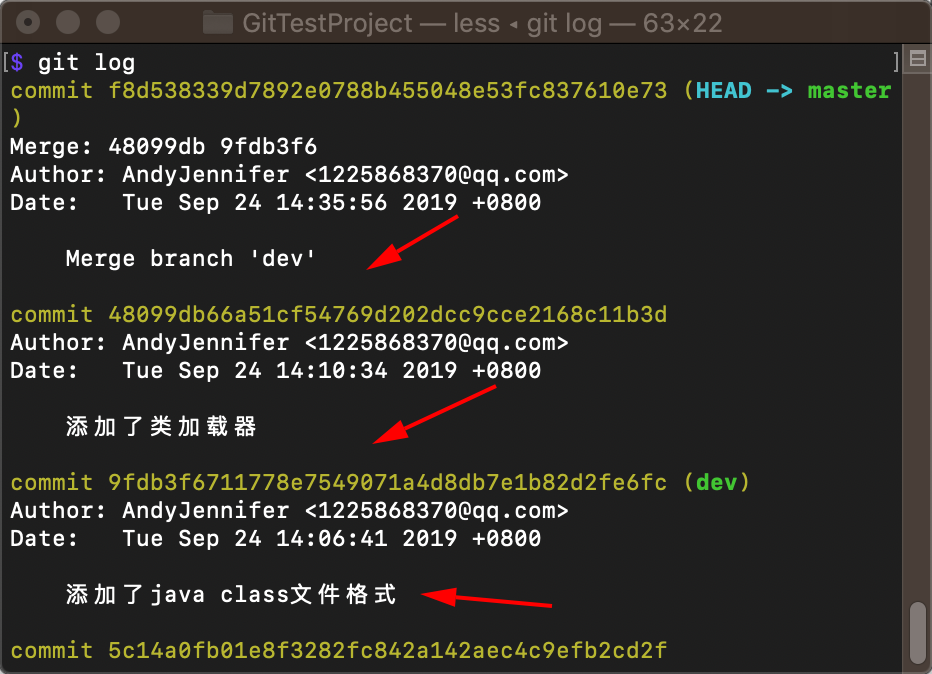 GitTestProject — less ◂ git log — 63×22
[$ git log ]
commit f8d538339d7892e0788b455048e53fc837610e73 (HEAD -> master
)
Merge: 48099db 9fdb3f6
Author: AndyJennifer <1225868370@qq.com>
Date:   Tue Sep 24 14:35:56 2019 +0800
Merge branch 'dev'
commit 48099db66a51cf54769d202dcc9cce2168c11b3d
Author: AndyJennifer <1225868370@qq.com>
Date:   Tue Sep 24 14:10:34 2019 +0800
添加了类加载器
commit 9fdb3f6711778e7549071a4d8db7e1b82d2fe6fc (dev)
Author: AndyJennifer <1225868370@qq.com>
Date:   Tue Sep 24 14:06:41 2019 +0800
添加了java class文件格式
commit 5c14a0fb01e8f3282fc842a142aec4c9efb2cd2f